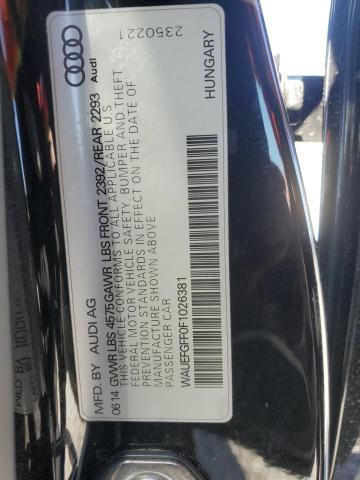 MFD. BY AUDI AG
2350221
0614 GVWR LBS 4575 GAWR LBS FRONT 2392/REAR 2293 Audi
THIS VEHICLE CONFORMS TO ALL APPLICABLE U.S.
FEDERAL MOTOR VEHICLE SAFETY, BUMPER AND THEFT
PREVENTION STANDARDS IN EFFECT ON THE DATE OF
MANUFACTURE SHOWN ABOVE
PASSENGER CAR
WAUEFGFF0F1026381
HUNGARY